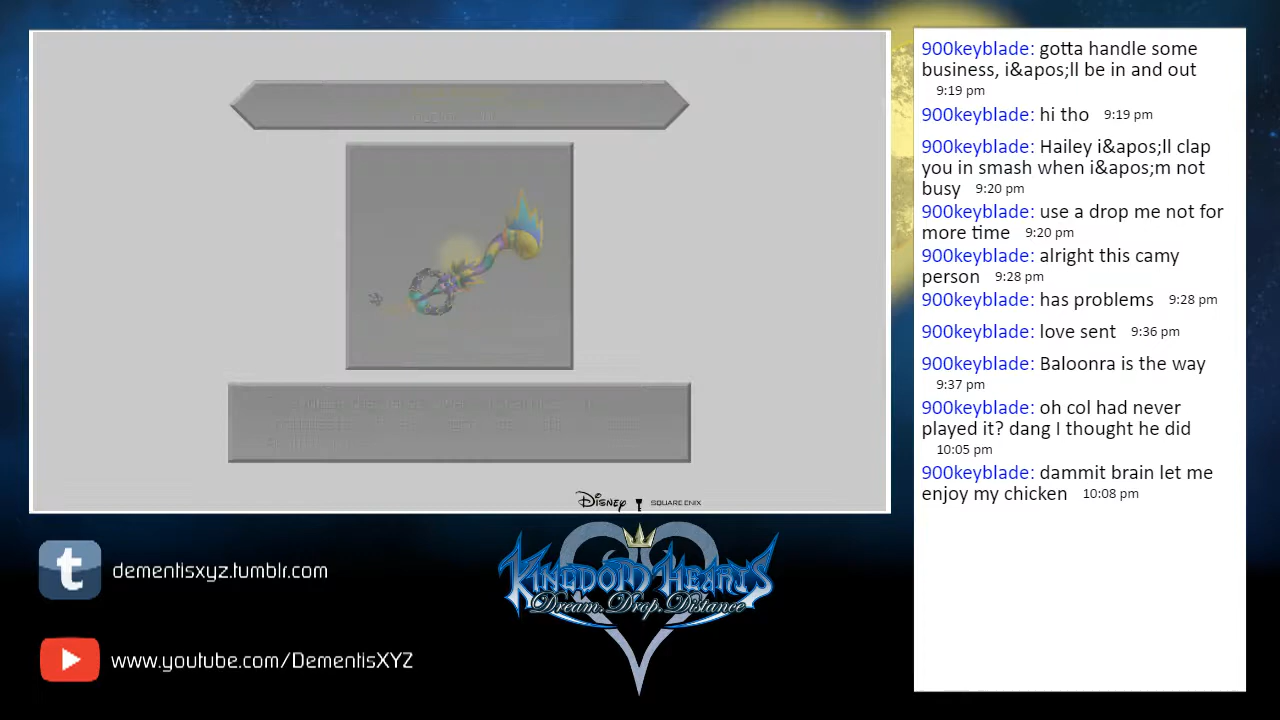 900keyblade: gotta handle some
business, i&apos;ll be in and out
9:19 pm
900keyblade: hi tho 9:19 pm
900keyblade: Hailey i&apos;ll clap
you in smash when i&apos;m not
busy 9:20 pm
900keyblade: use a drop me not for
more time 9:20 pm
900keyblade: alright this camy
person 9:28 pm
900keyblade: has problems 9:28 pm
900keyblade: love sent 9:36 pm
900keyblade: Baloonra is the way
9:37 pm
900keyblade: oh col had never
played it? dang I thought he did
10:05 pm
900keyblade: dammit brain let me
enjoy my chicken 10:08 pm
Disney SQUARE ENIX
KINGDOM HEARTS
Dream.Drop.Distance
t dementisxyz.tumblr.com
www.youtube.com/DementisXYZ